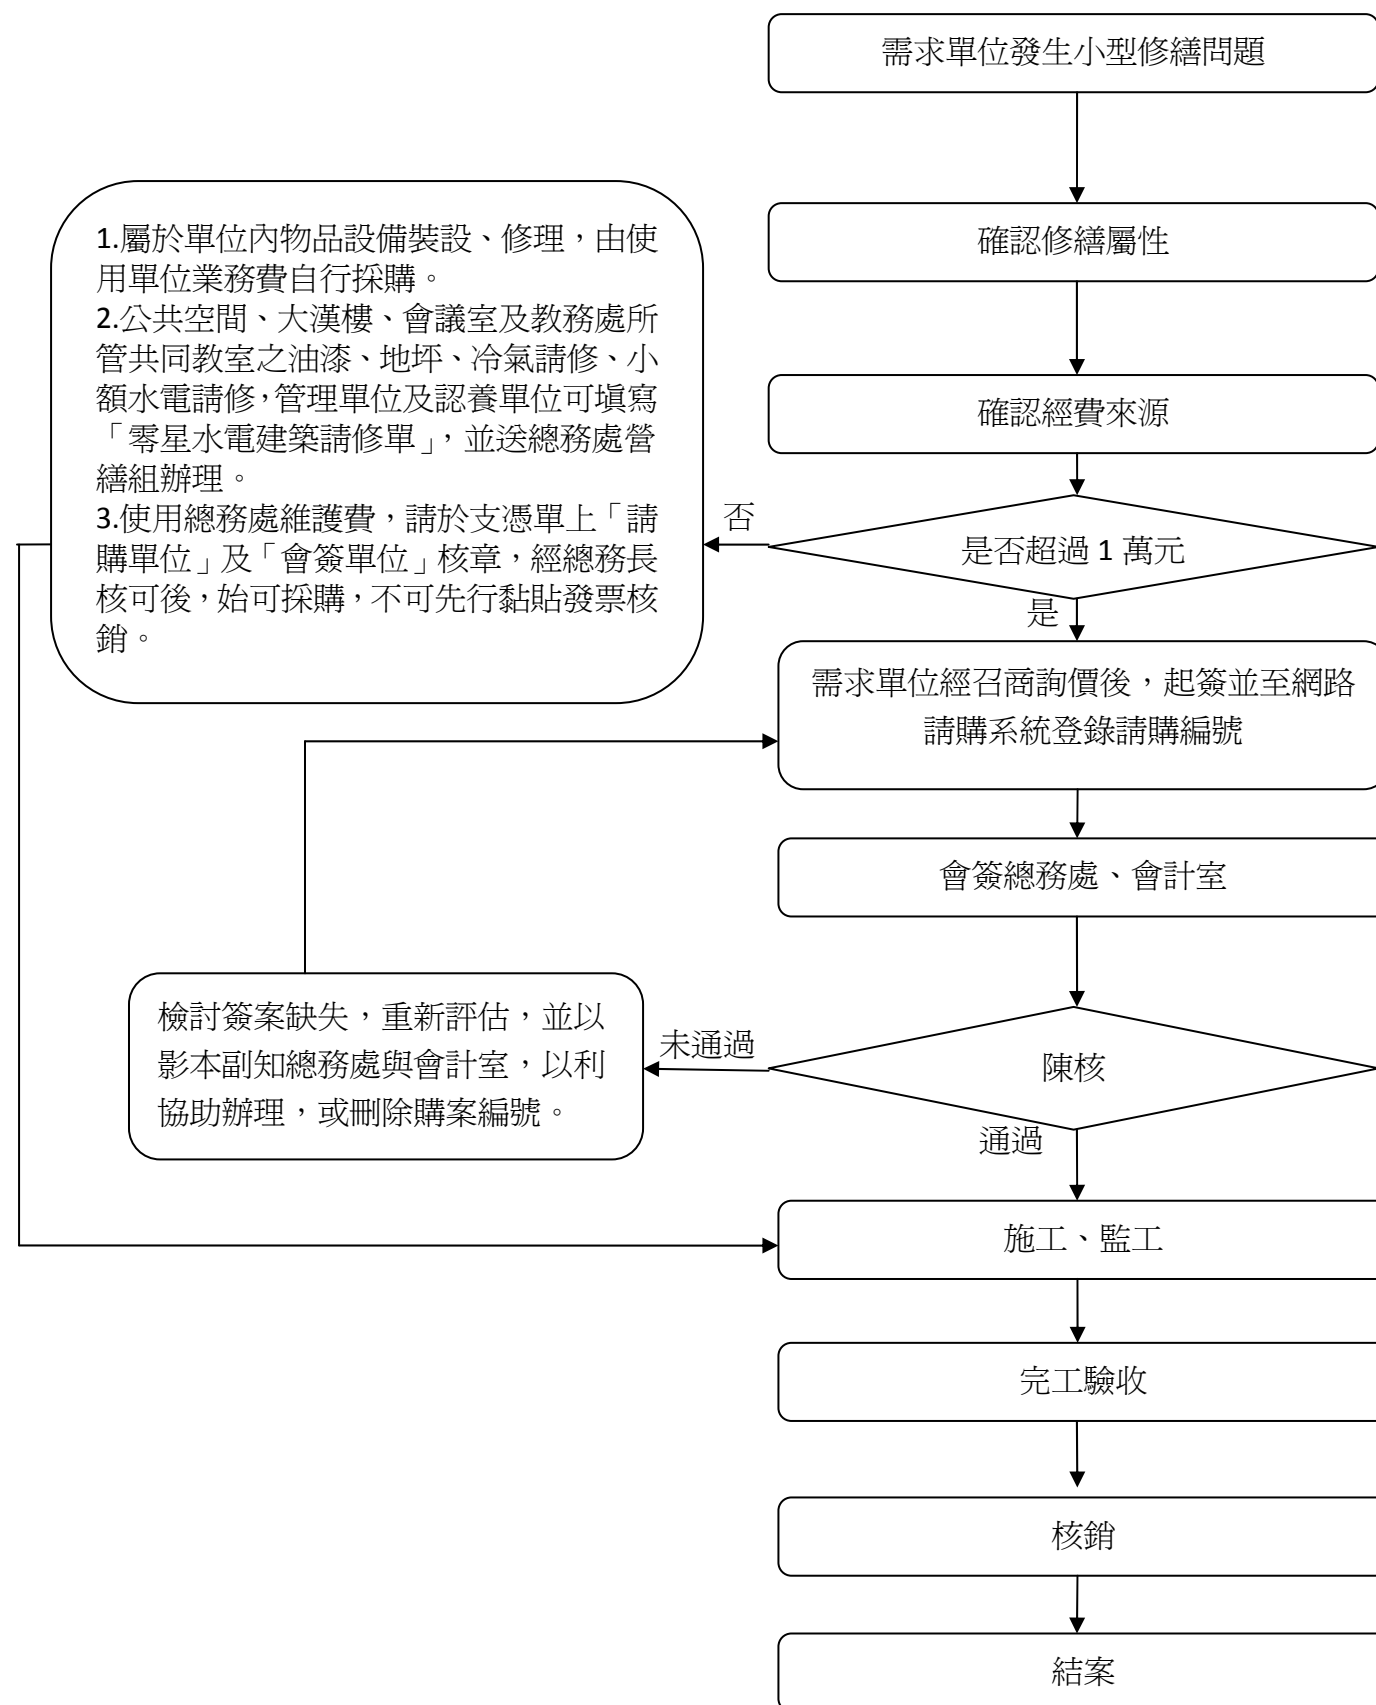 需求單位發生小型修繕問題
確認修繕屬性
確認經費來源
是否超過 1 萬元
否
1.屬於單位內物品設備裝設、修理，由使
用單位業務費自行採購。
2.公共空間、大漢樓、會議室及教務處所
管共同教室之油漆、地坪、冷氣請修、小
額水電請修，管理單位及認養單位可填寫
「零星水電建築請修單」，並送總務處營
繕組辦理。
3.使用總務處維護費，請於支憑單上「請
購單位」及「會簽單位」核章，經總務長
核可後，始可採購，不可先行黏貼發票核
銷。
是
需求單位經召商詢價後，起簽並至網路
請購系統登錄請購編號
會簽總務處、會計室
陳核
未通過
檢討簽案缺失，重新評估，並以
影本副知總務處與會計室，以利
協助辦理，或刪除購案編號。
通過
施工、監工
完工驗收
核銷
結案